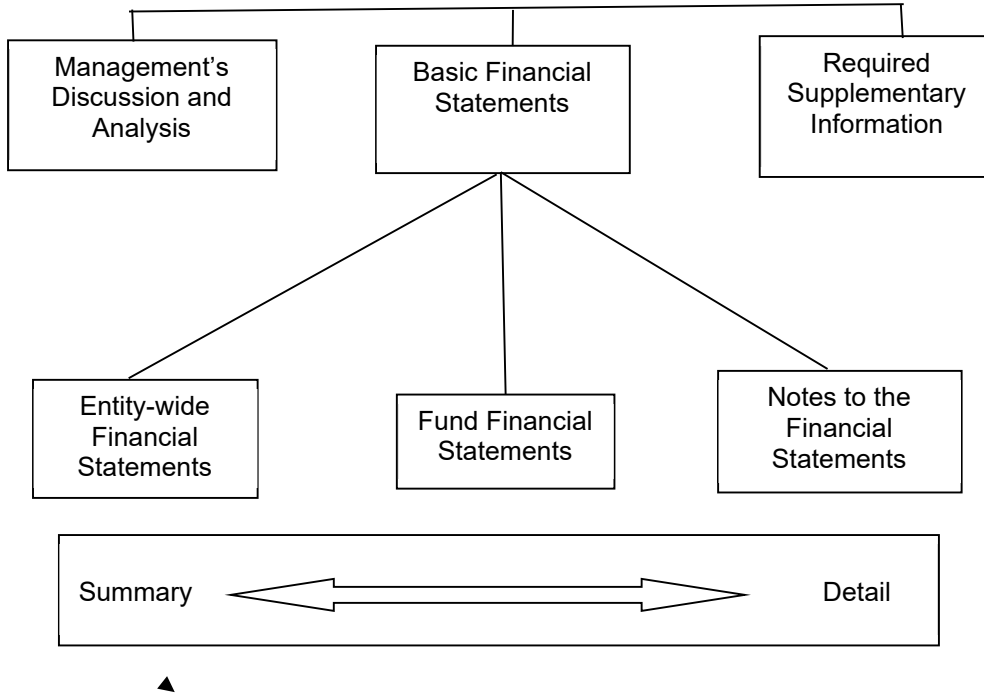 Management’s
Discussion and
Analysis
Basic Financial
Statements
Required
Supplementary
Information
Entity-wide
Financial
Statements
Fund Financial
Statements
Notes to the
Financial
Statements
Summary
Detail